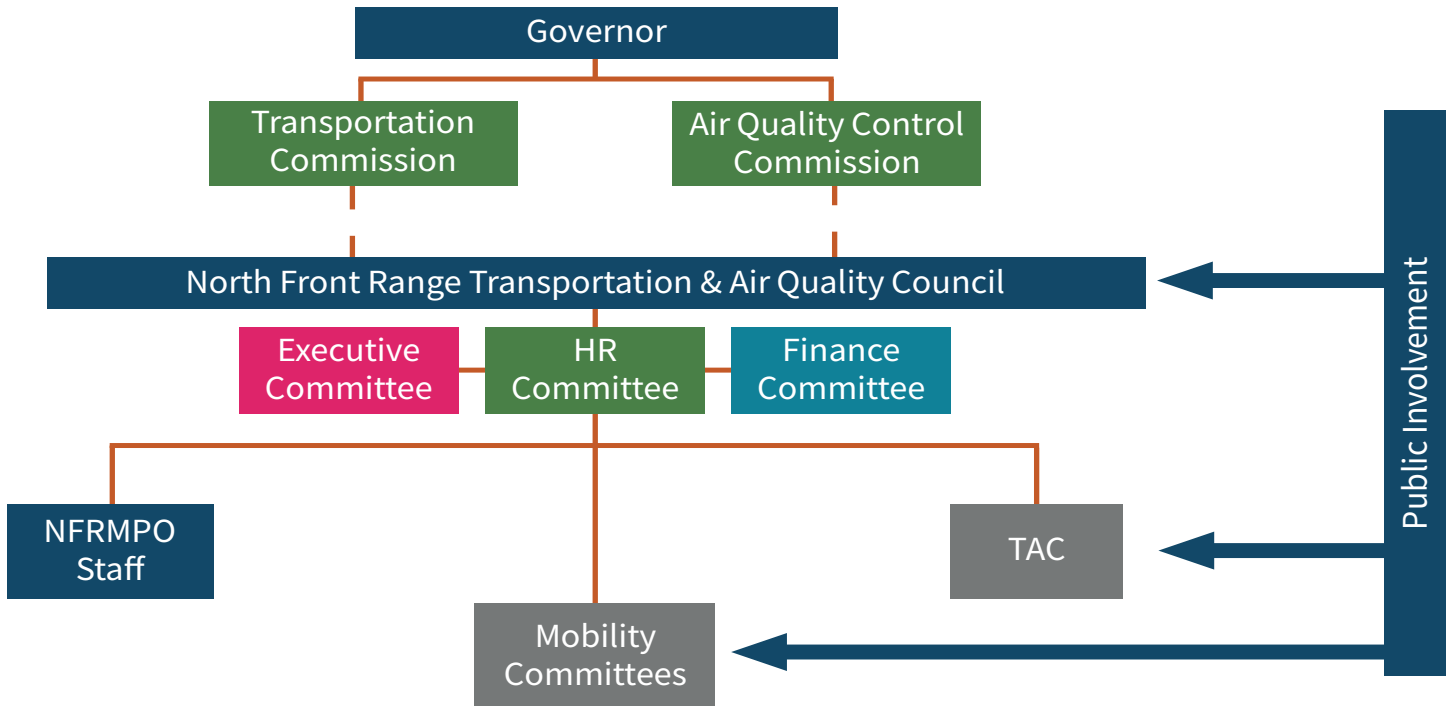 Governor
Transportation
Commission
Air Quality Control
Commission
North Front Range Transportation & Air Quality Council
Executive
Committee
HR
Committee
Finance
Committee
NFRMPO
Staff
TAC
Mobility
Committees
Public Involvement